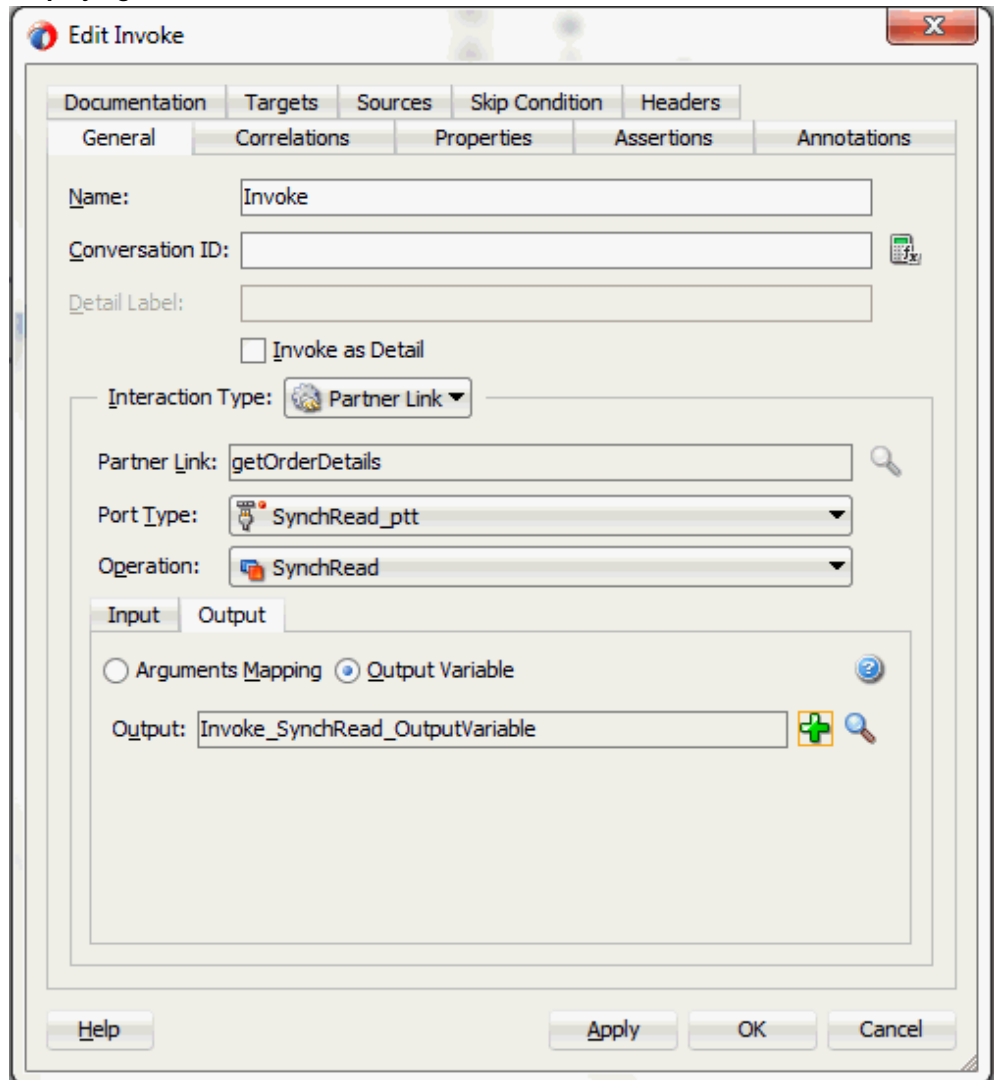 Edit Invoke
Documentation Targets Sources Skip Condition Headers
General Correlations Properties Assertions Annotations
Name: Invoke
Conversation ID:
Detail Label:
Invoke as Detail
Interaction Type: Partner Link
Partner Link: getOrderDetails
Port Type: SynchRead_ptt
Operation: SynchRead
Input Output
Arguments Mapping Output Variable
Output: Invoke_SynchRead_OutputVariable
Help Apply OK Cancel